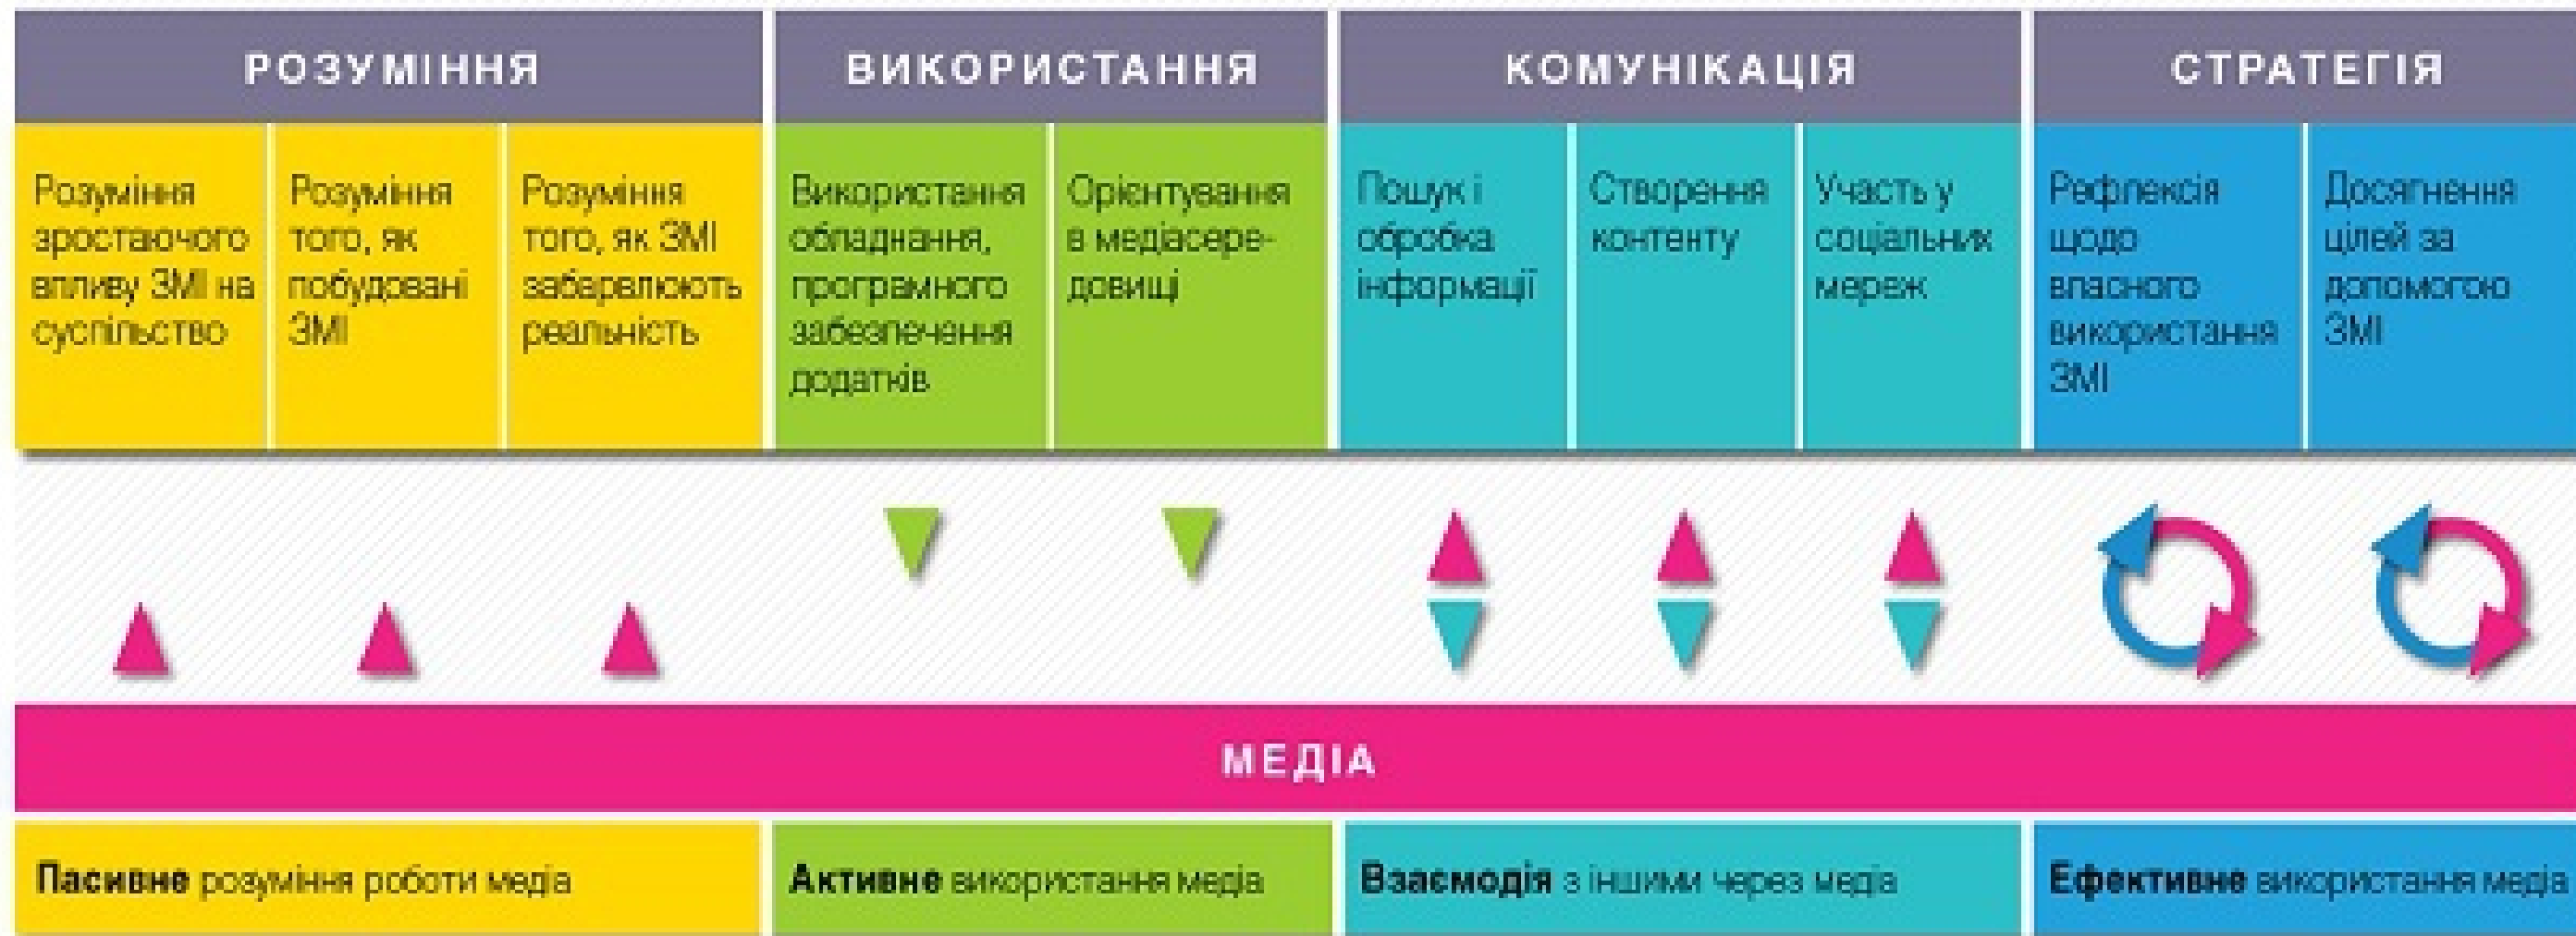 РОЗУМІННЯ
ВИКОРИСТАННЯ
КОМУНІКАЦІЯ
СТРАТЕГІЯ
Розуміння
зростаючого
впливу ЗМІ на
суспільство
Розуміння
того, як
побудовані
ЗМІ
Розуміння
того, як ЗМІ
забарвлюють
реальність
Використання
обладнання,
програмного
забезпечення
додатків
Орієнтування
в медіасере-
довищі
Пошук і
обробка
інформації
Створення
контенту
Участь у
соціальних
мереж
Рефлексія
щодо
власного
використання
ЗМІ
Досягнення
цілей за
допомогою
ЗМІ
МЕДІА
Пасивне розуміння роботи медіа
Активне використання медіа
Взаємодія з іншими через медіа
Ефективне використання медіа